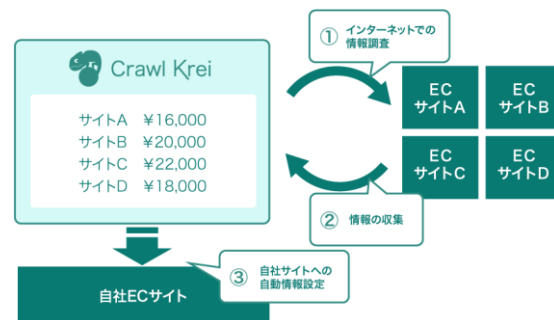 Crawl Krei
サイトA ¥16,000
サイトB ¥20,000
サイトC ¥22,000
サイトD ¥18,000
① インターネットでの
情報調査
EC
サイトA
EC
サイトB
EC
サイトC
EC
サイトD
② 情報の収集
③ 自社サイトへの
自動情報設定
自社ECサイト